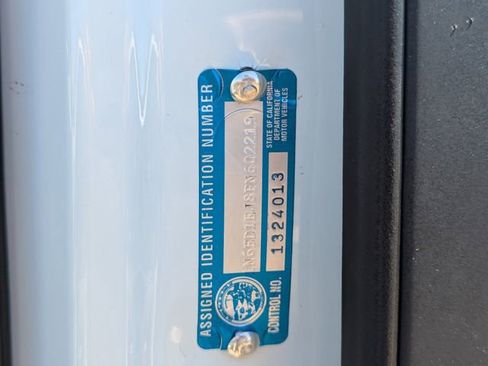 ASSIGNED IDENTIFICATION NUMBER
STATE OF CALIFORNIA
DEPARTMENT OF
MOTOR VEHICLES
CONTROL NO. 1324013